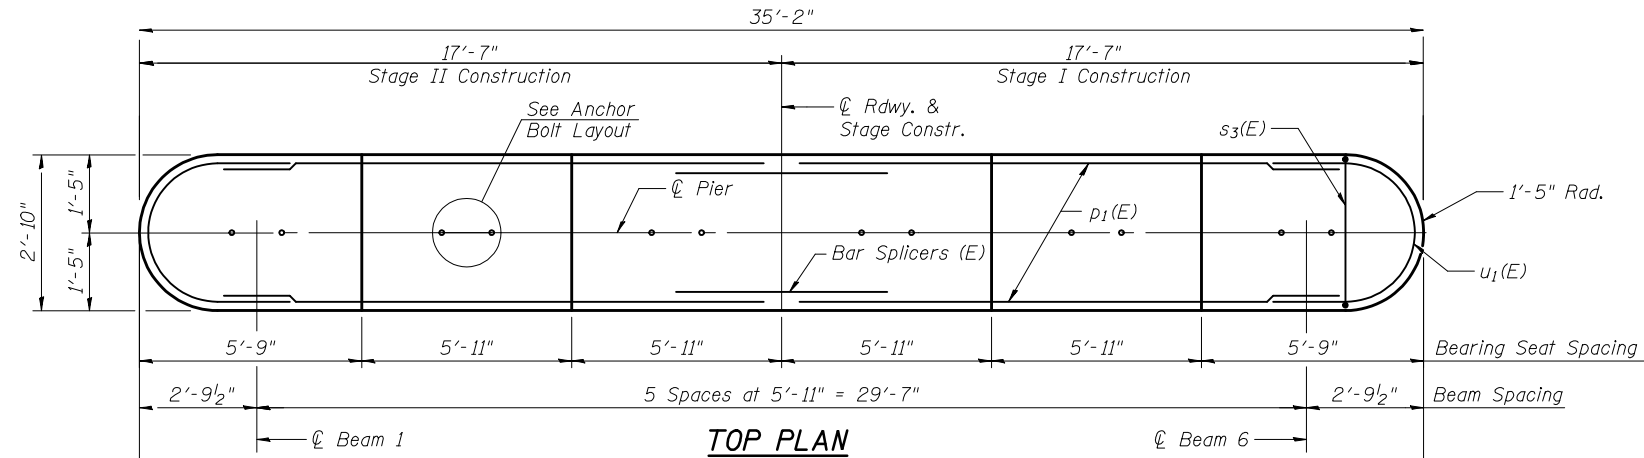 35'-2"
17'-7"
17'-7"
Stage II Construction
Stage I Construction
See Anchor
Bolt Layout
℄ Rdwy. &
Stage Constr.
s3(E)
2'-10"
1'-5"
1'-5"
℄ Pier
p1(E)
1'-5" Rad.
Bar Splicers (E)
u1(E)
5'-9"
5'-11"
5'-11"
5'-11"
5'-11"
5'-9"
Bearing Seat Spacing
2'-9½"
5 Spaces at 5'-11" = 29'-7"
2'-9½"
Beam Spacing
℄ Beam 1
TOP PLAN
℄ Beam 6